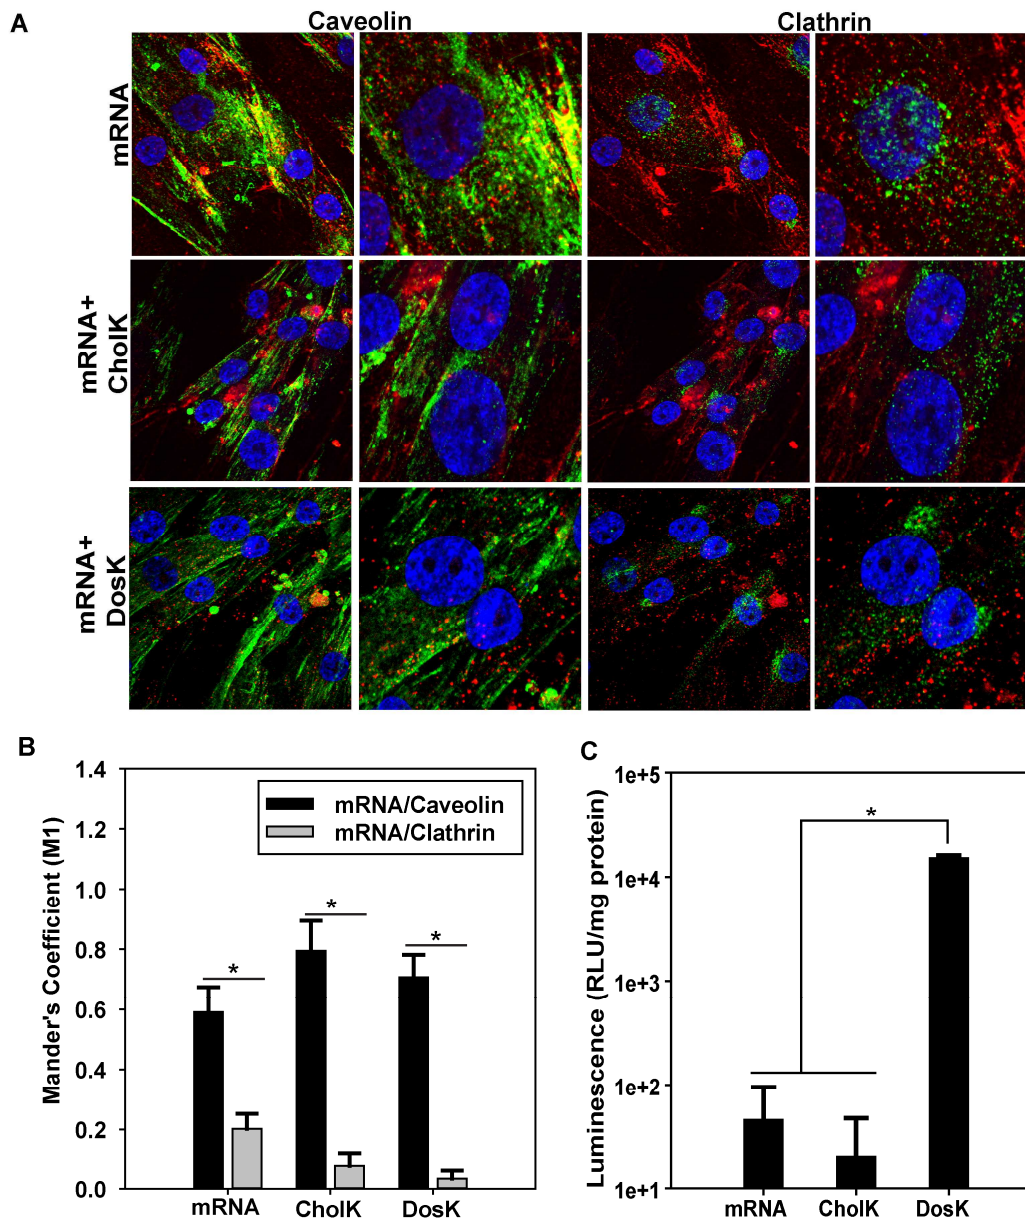 A
Caveolin
Clathrin
mRNA
mRNA+
CholK
mRNA+
DosK
B
Mander's Coefficient (M1)
1.4
1.2
1.0
0.8
0.6
0.4
0.2
0.0
mRNA/Caveolin
mRNA/Clathrin
*
*
*
mRNA
CholK
DosK
C
Luminescence (RLU/mg protein)
1e+5
1e+4
1e+3
1e+2
1e+1
*
mRNA
CholK
DosK